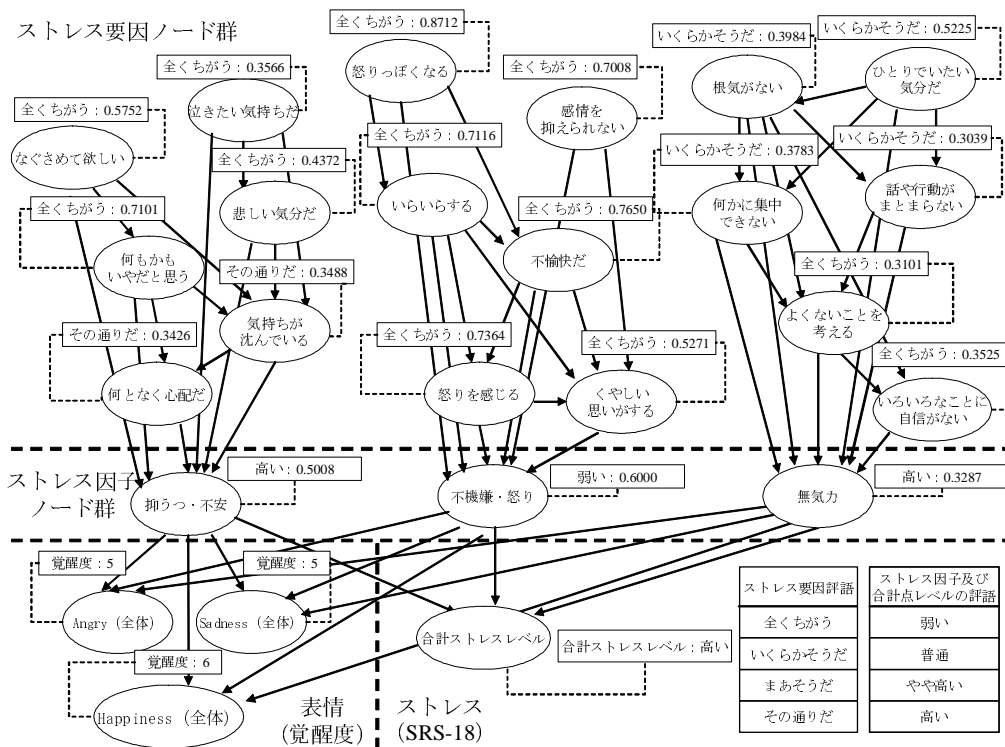 ストレス要因ノード群
全くちがう：0.8712
いくらかそうだ：0.3984
いくらかそうだ：0.5225
全くちがう：0.3566
怒りっぽくなる
全くちがう：0.7008
根気がない
ひとりでいたい
気分だ
全くちがう：0.5752
泣きたい気持ちだ
感情を
抑えられない
なぐさめて欲しい
全くちがう：0.4372
全くちがう：0.7116
いくらかそうだ：0.3783
いくらかそうだ：0.3039
全くちがう：0.7101
悲しい気分だ
いらいらする
全くちがう：0.7650
何かに集中
できない
話や行動が
まとまらない
何もかも
いやだと思う
不愉快だ
その通りだ：0.3488
全くちがう：0.3101
その通りだ：0.3426
気持ちが
沈んでいる
全くちがう：0.7364
全くちがう：0.5271
よくないことを
考える
全くちがう：0.3525
何となく心配だ
怒りを感じる
くやしい
思いがする
いろいろなことに
自信がない
ストレス因子
ノード群
高い：0.5008
弱い：0.6000
高い：0.3287
抑うつ・不安
不機嫌・怒り
無気力
覚醒度：5
覚醒度：5
Angry（全体）
Sadness（全体）
合計ストレスレベル
合計ストレスレベル：高い
覚醒度：6
Happiness（全体）
表情
(覚醒度)
ストレス
(SRS-18)
ストレス要因評語
全くちがう
いくらかそうだ
まあそうだ
その通りだ
ストレス因子及び
合計点レベルの評語
弱い
普通
やや高い
高い